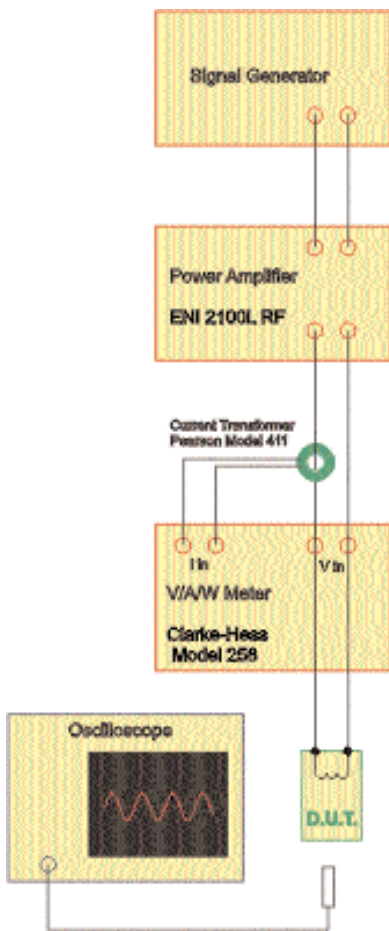 Signal Generator
Power Amplifier
ENI 2100L RF
Current Transformer
Pearson Model 411
I in
V in
V/A/W Meter
Clarke-Hess
Model 258
Oscilloscope
D.U.T.